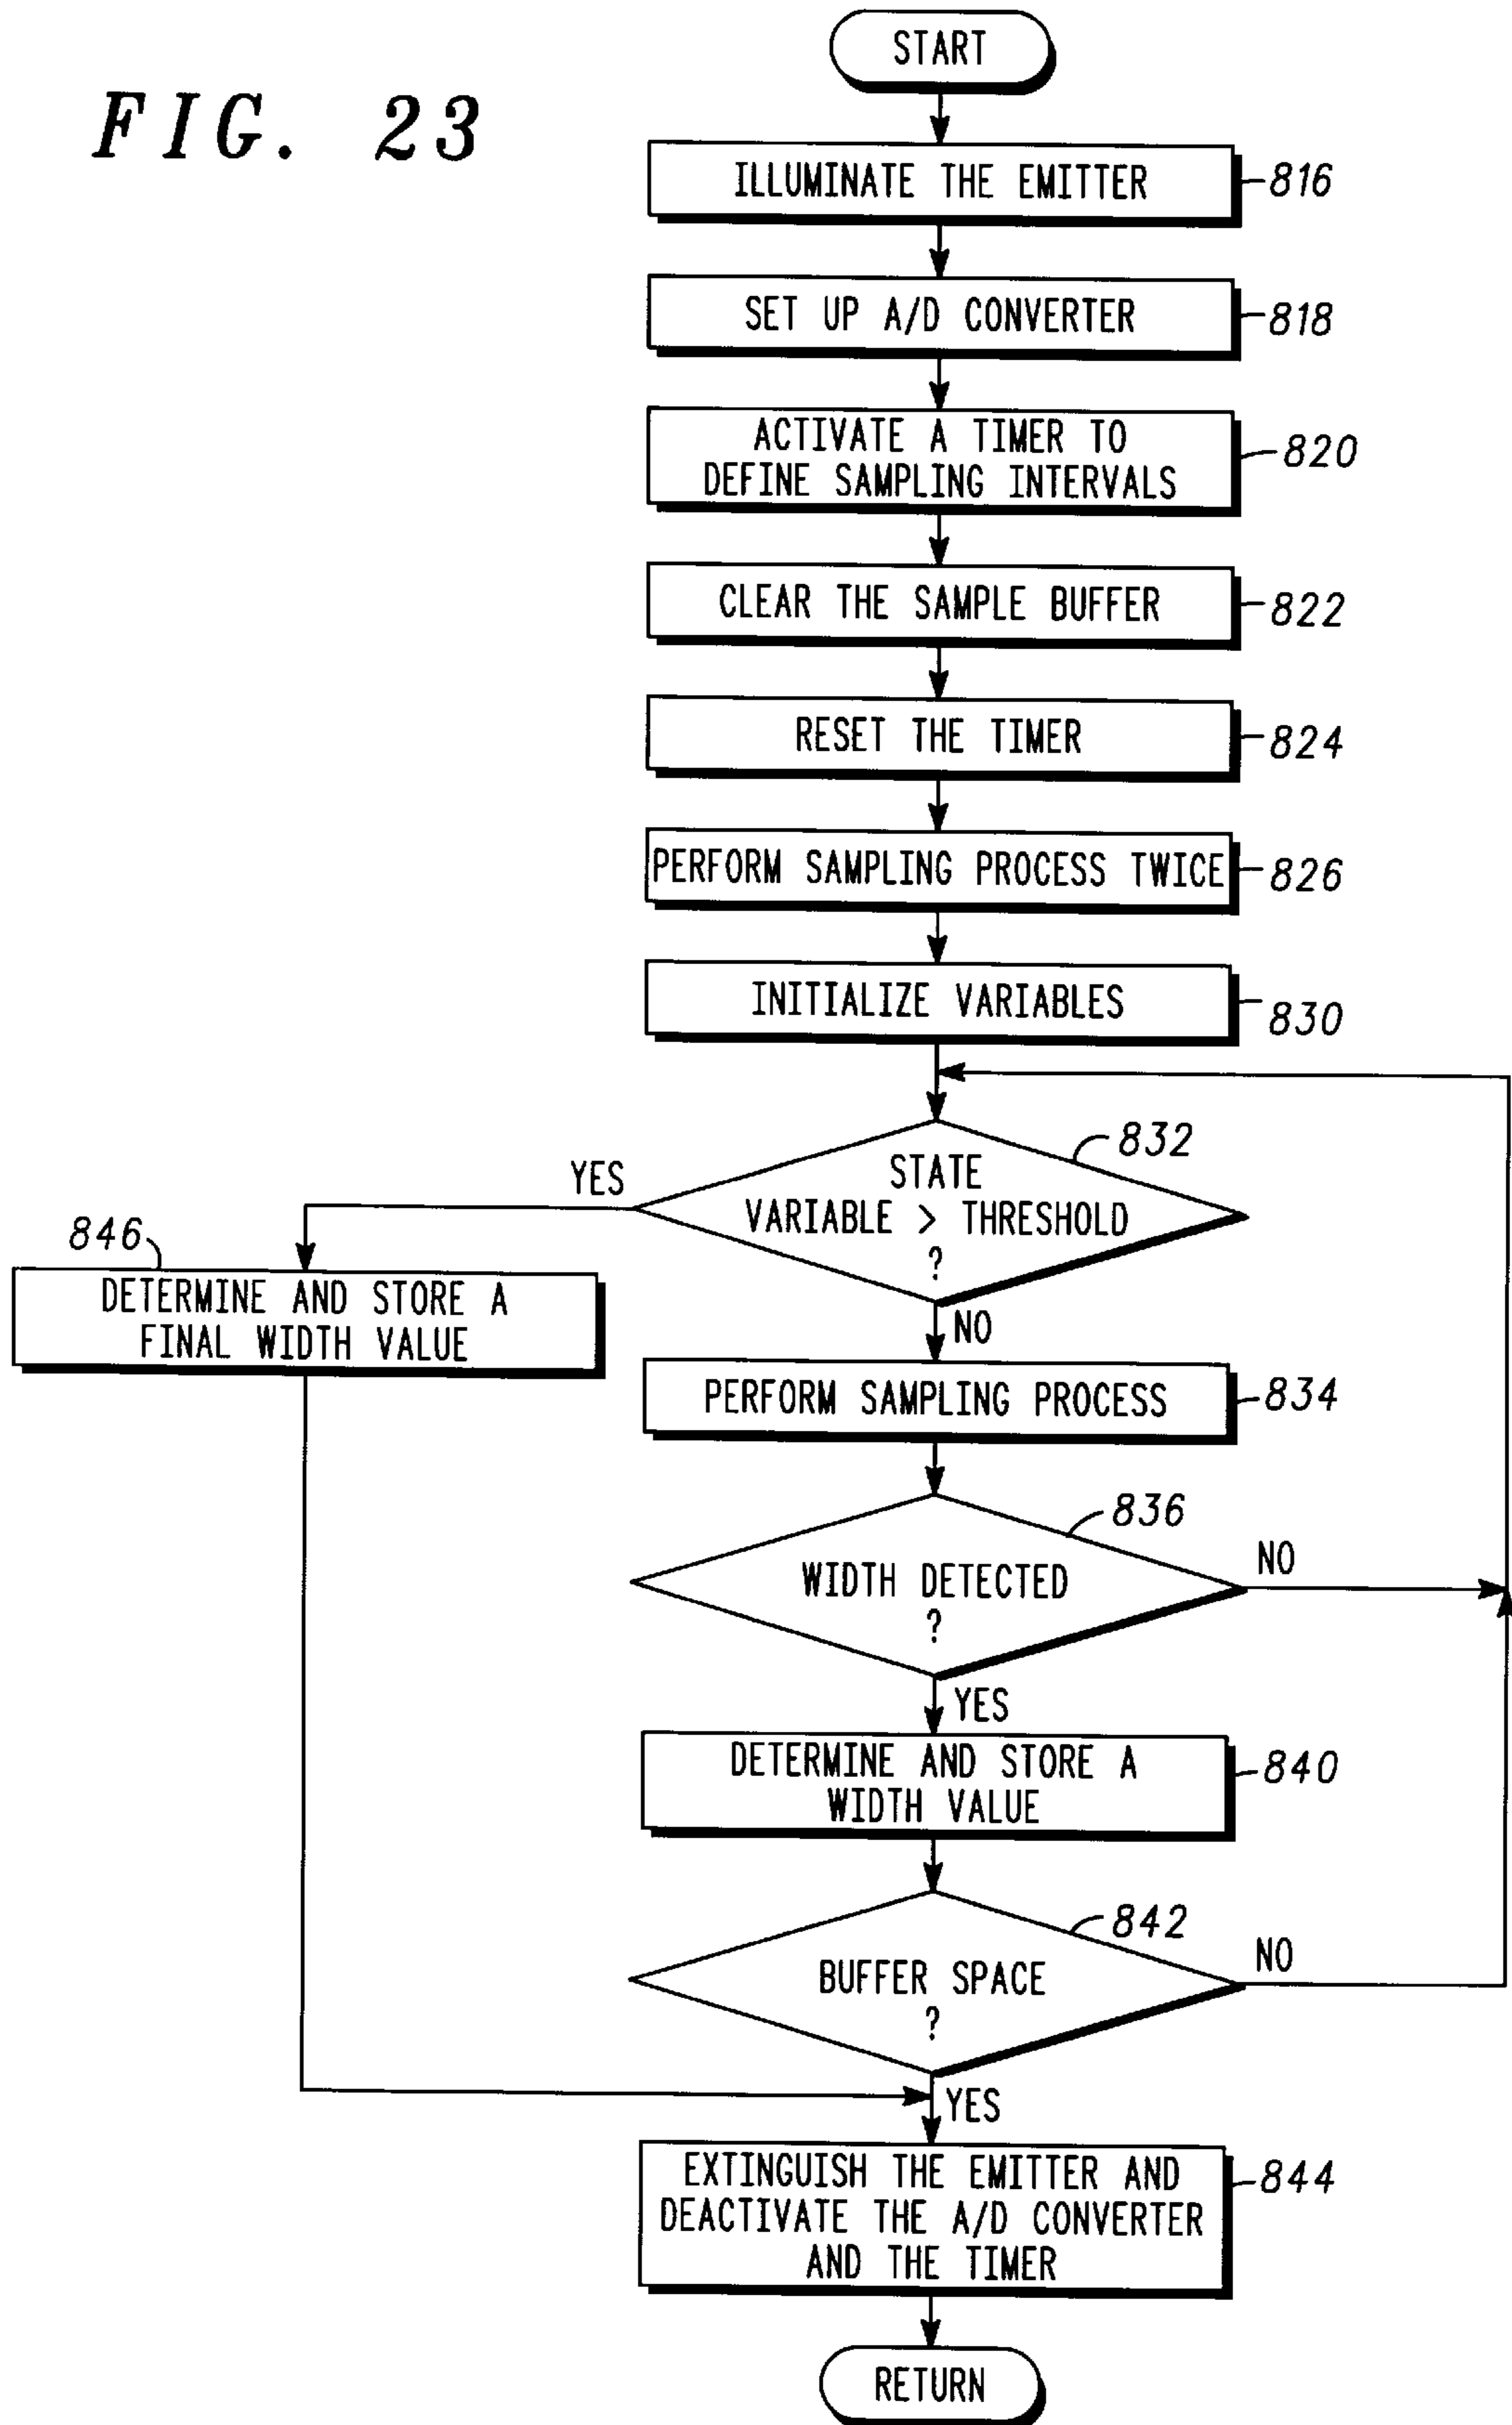 FIG. 23
START
ILLUMINATE THE EMITTER
816
SET UP A/D CONVERTER
818
ACTIVATE A TIMER TO
DEFINE SAMPLING INTERVALS
820
CLEAR THE SAMPLE BUFFER
822
RESET THE TIMER
824
PERFORM SAMPLING PROCESS TWICE
826
INITIALIZE VARIABLES
830
832
STATE
VARIABLE > THRESHOLD
?
YES
NO
846
DETERMINE AND STORE A
FINAL WIDTH VALUE
PERFORM SAMPLING PROCESS
834
836
WIDTH DETECTED
?
NO
YES
DETERMINE AND STORE A
WIDTH VALUE
840
842
BUFFER SPACE
?
NO
YES
EXTINGUISH THE EMITTER AND
DEACTIVATE THE A/D CONVERTER
AND THE TIMER
844
RETURN